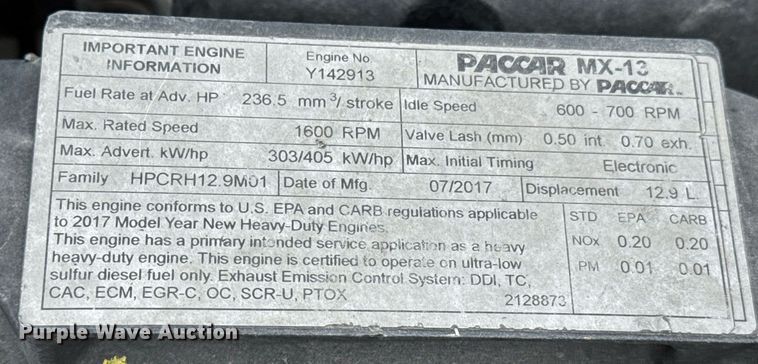 IMPORTANT ENGINE INFORMATION
Engine No.
Y142913
PACCAR MX-13
MANUFACTURED BY PACCAR INC
Fuel Rate at Adv. HP 236.5 mm³/ stroke
Idle Speed 600 - 700 RPM
Max. Rated Speed 1600 RPM
Valve Lash (mm) 0.50 int. 0.70 exh.
Max. Advert. kW/hp 303/405 kW/hp
Max. Initial Timing Electronic
Family HPCRH12.9M01
Date of Mfg. 07/2017
Displacement 12.9 L
This engine conforms to U.S. EPA and CARB regulations applicable
to 2017 Model Year New Heavy-Duty Engines.
This engine has a primary intended service application as a heavy
heavy-duty engine. This engine is certified to operate on ultra-low
sulfur diesel fuel only. Exhaust Emission Control System: DDI, TC,
CAC, ECM, EGR-C, OC, SCR-U, PTOX
2128873
STD EPA CARB
NOx 0.20 0.20
PM 0.01 0.01
Purple Wave Auction